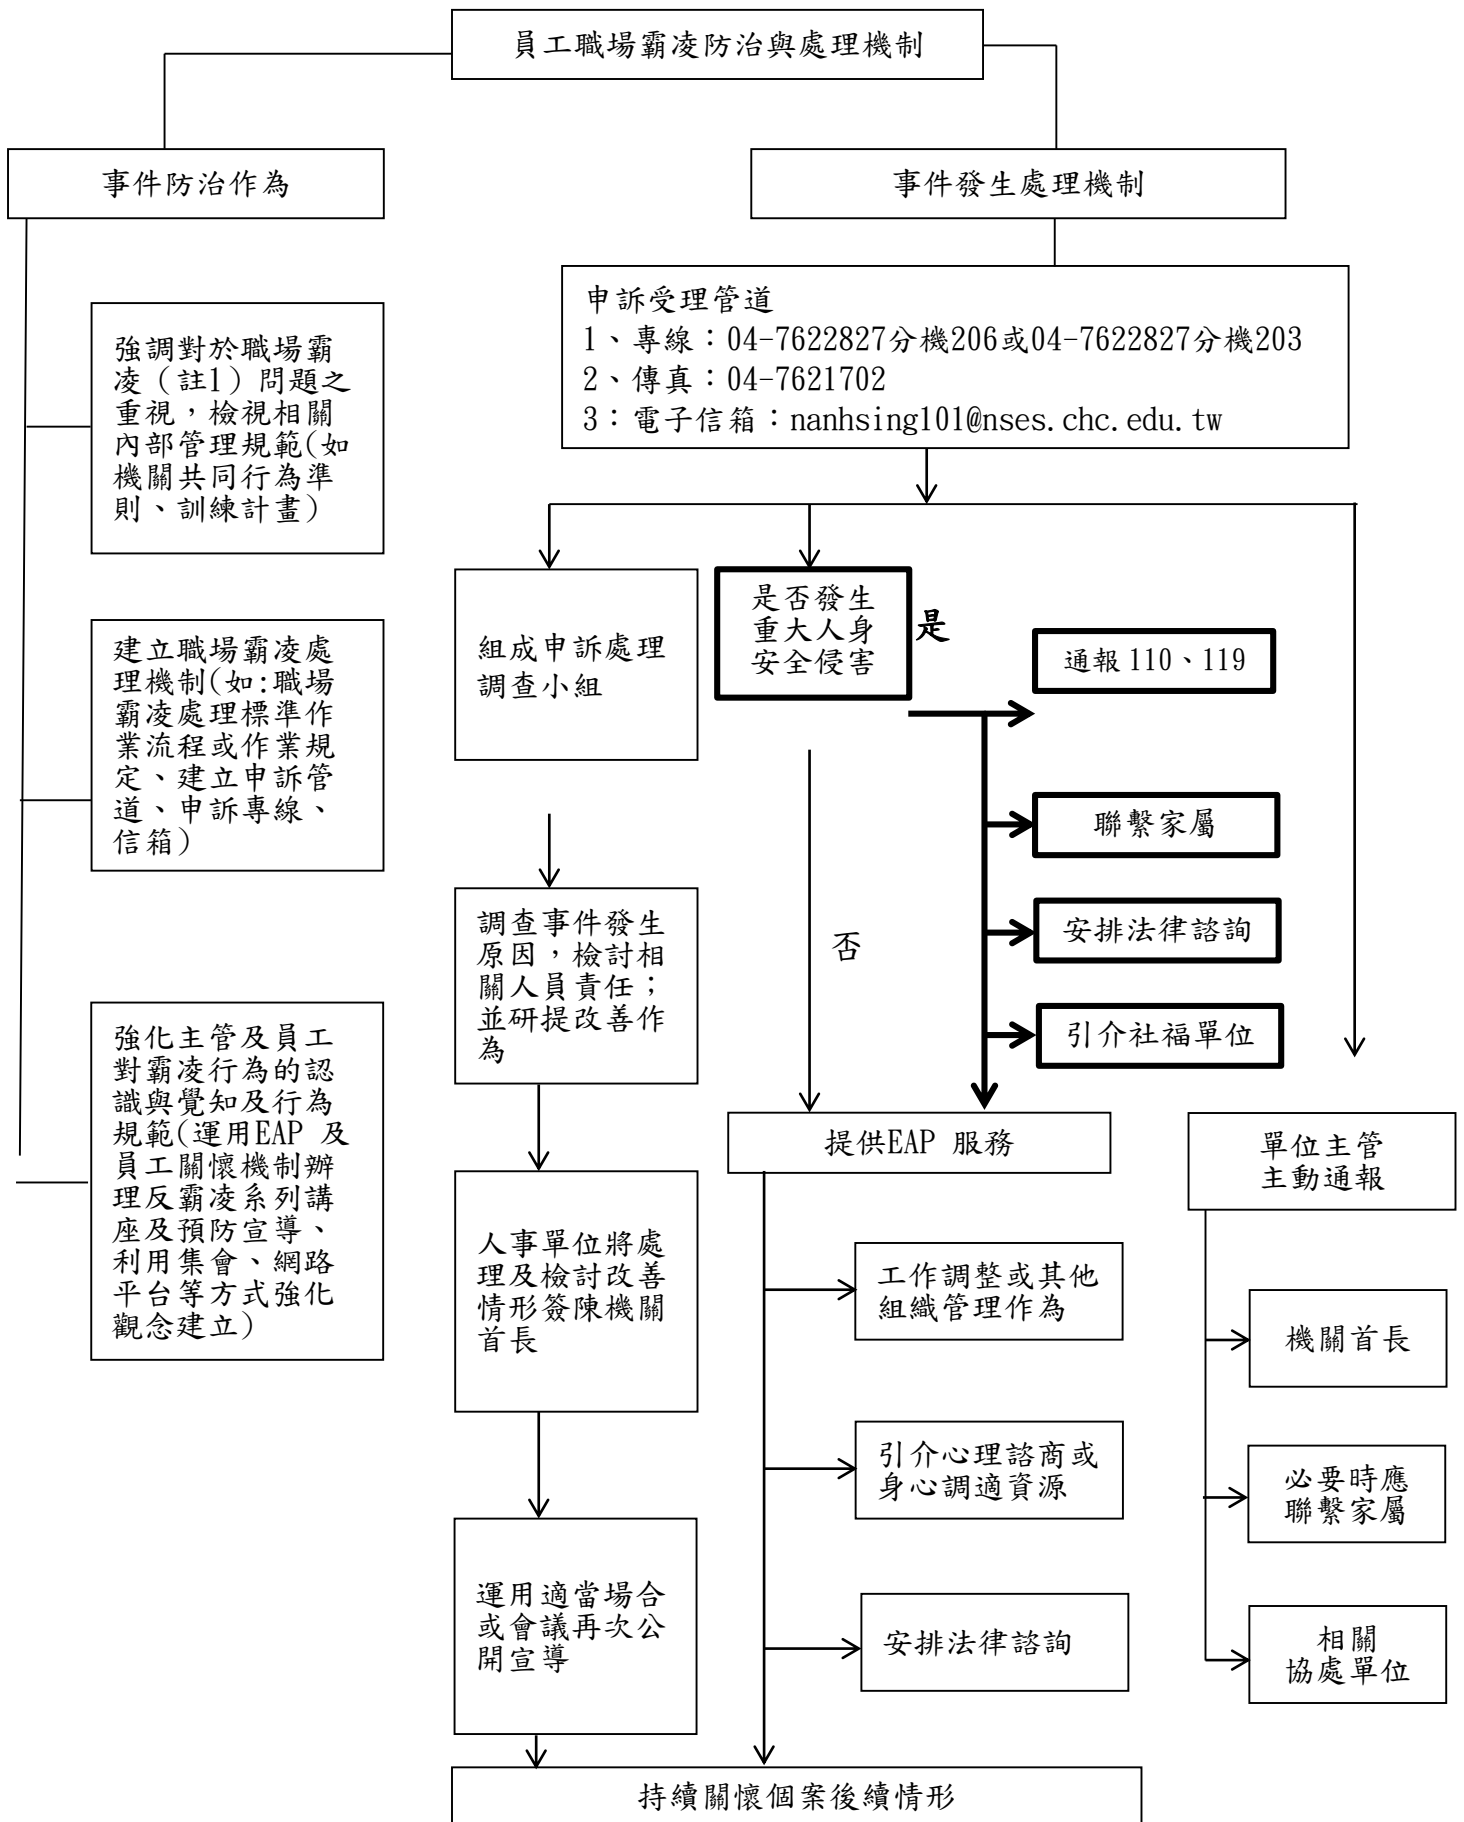 員工職場霸凌防治與處理機制
事件防治作為
事件發生處理機制
申訴受理管道
1、專線：04-7622827分機206或04-7622827分機203
2、傳真：04-7621702
3：電子信箱：nanhsing101@nses.chc.edu.tw
強調對於職場霸
凌（註1）問題之
重視，檢視相關
內部管理規範(如
機關共同行為準
則、訓練計畫)
建立職場霸凌處
理機制(如:職場
霸凌處理標準作
業流程或作業規
定、建立申訴管
道、申訴專線、
信箱)
強化主管及員工
對霸凌行為的認
識與覺知及行為
規範(運用EAP 及
員工關懷機制辦
理反霸凌系列講
座及預防宣導、
利用集會、網路
平台等方式強化
觀念建立)
組成申訴處理
調查小組
調查事件發生
原因，檢討相
關人員責任；
並研提改善作
為
人事單位將處
理及檢討改善
情形簽陳機關
首長
運用適當場合
或會議再次公
開宣導
是否發生
重大人身
安全侵害
是
否
通報 110、119
聯繫家屬
安排法律諮詢
引介社福單位
提供EAP 服務
工作調整或其他
組織管理作為
引介心理諮商或
身心調適資源
安排法律諮詢
單位主管
主動通報
機關首長
必要時應
聯繫家屬
相關
協處單位
持續關懷個案後續情形